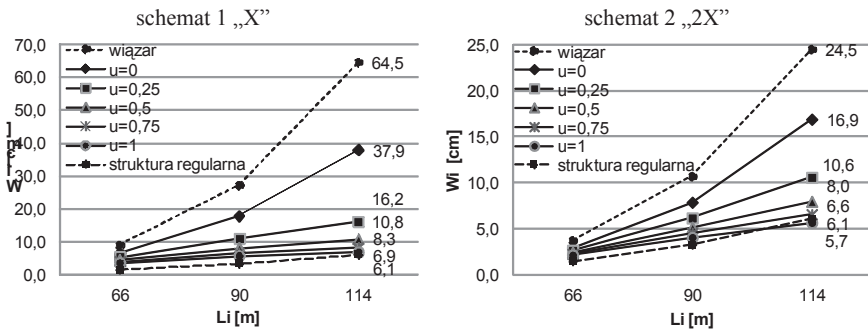 schemat 1 „X”
70,0
60,0
50,0
40,0
30,0
20,0
10,0
0,0
wiązar
u=0
u=0,25
u=0,5
u=0,75
u=1
struktura regularna
64,5
37,9
16,2
10,8
8,3
6,9
6,1
66
90
114
Li [m]
schemat 2 „2X”
Wi [cm]
25,0
20,0
15,0
10,0
5,0
0,0
wiązar
u=0
u=0,25
u=0,5
u=0,75
u=1
struktura regularna
24,5
16,9
10,6
8,0
6,6
6,1
5,7
66
90
114
Li [m]